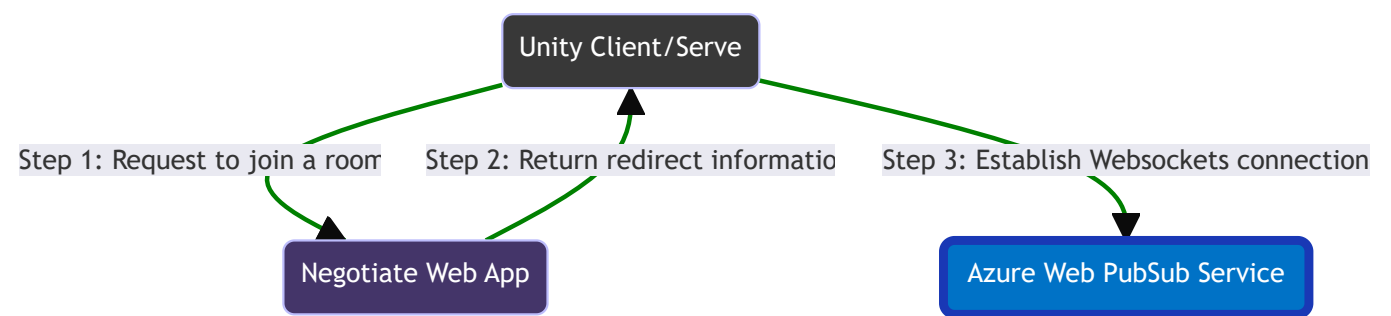 Unity Client/Serve
Step 1: Request to join a room
Step 2: Return redirect informatio
Step 3: Establish Websockets connection
Negotiate Web App
Azure Web PubSub Service